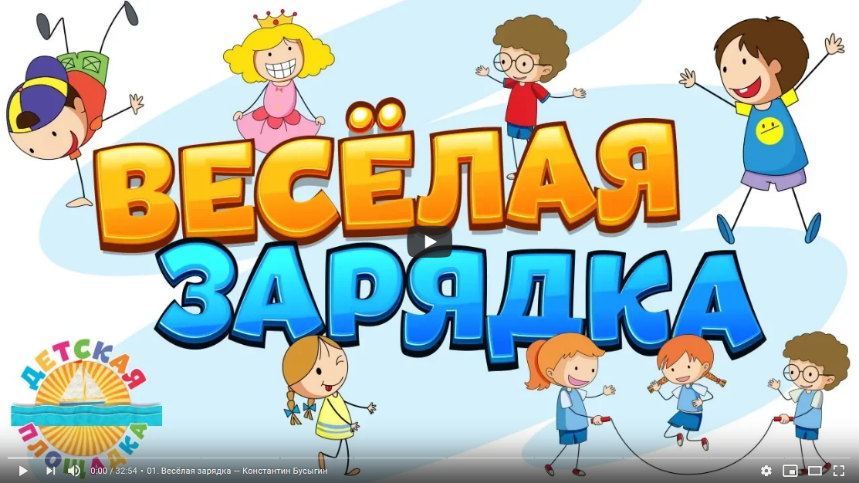 ВЕСЁЛАЯ
ЗАРЯДКА
ДЕТСКАЯ
ПЛОЩАДКА
0:00 / 32:54 • 01. Весёлая зарядка — Константин Бусыгин